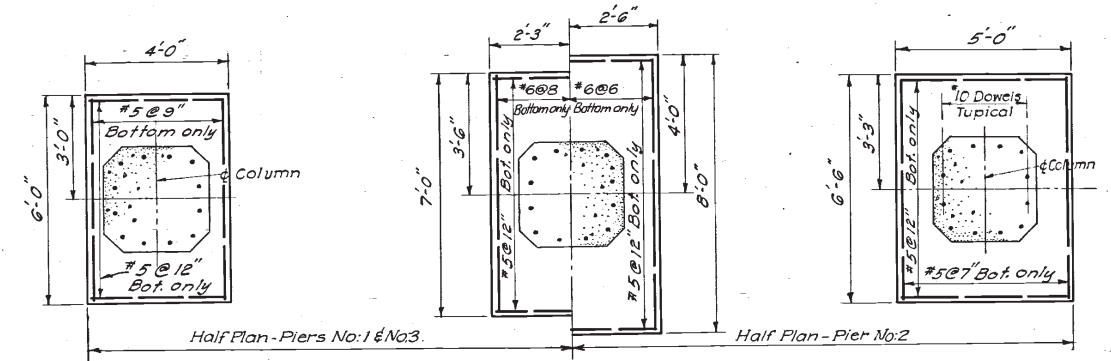 4'-0"
6'-0"
3'-0"
#5@9"
Bottom only
¢ Column
#5@12"
Bot. only
2'-3"
2'-6"
7'-0"
3'-6"
#6@8
Bottom only
#6@6
Bottom only
#5@12" Bot. only
#5@12" Bot. only
4'-0"
8'-0"
5'-0"
6'-6"
3'-3"
#10 Dowels
Tupical
¢ Column
#5@12" Bot. only
#5@7" Bot. only
Half Plan-Piers No:1 & No:3.
Half Plan-Pier No:2